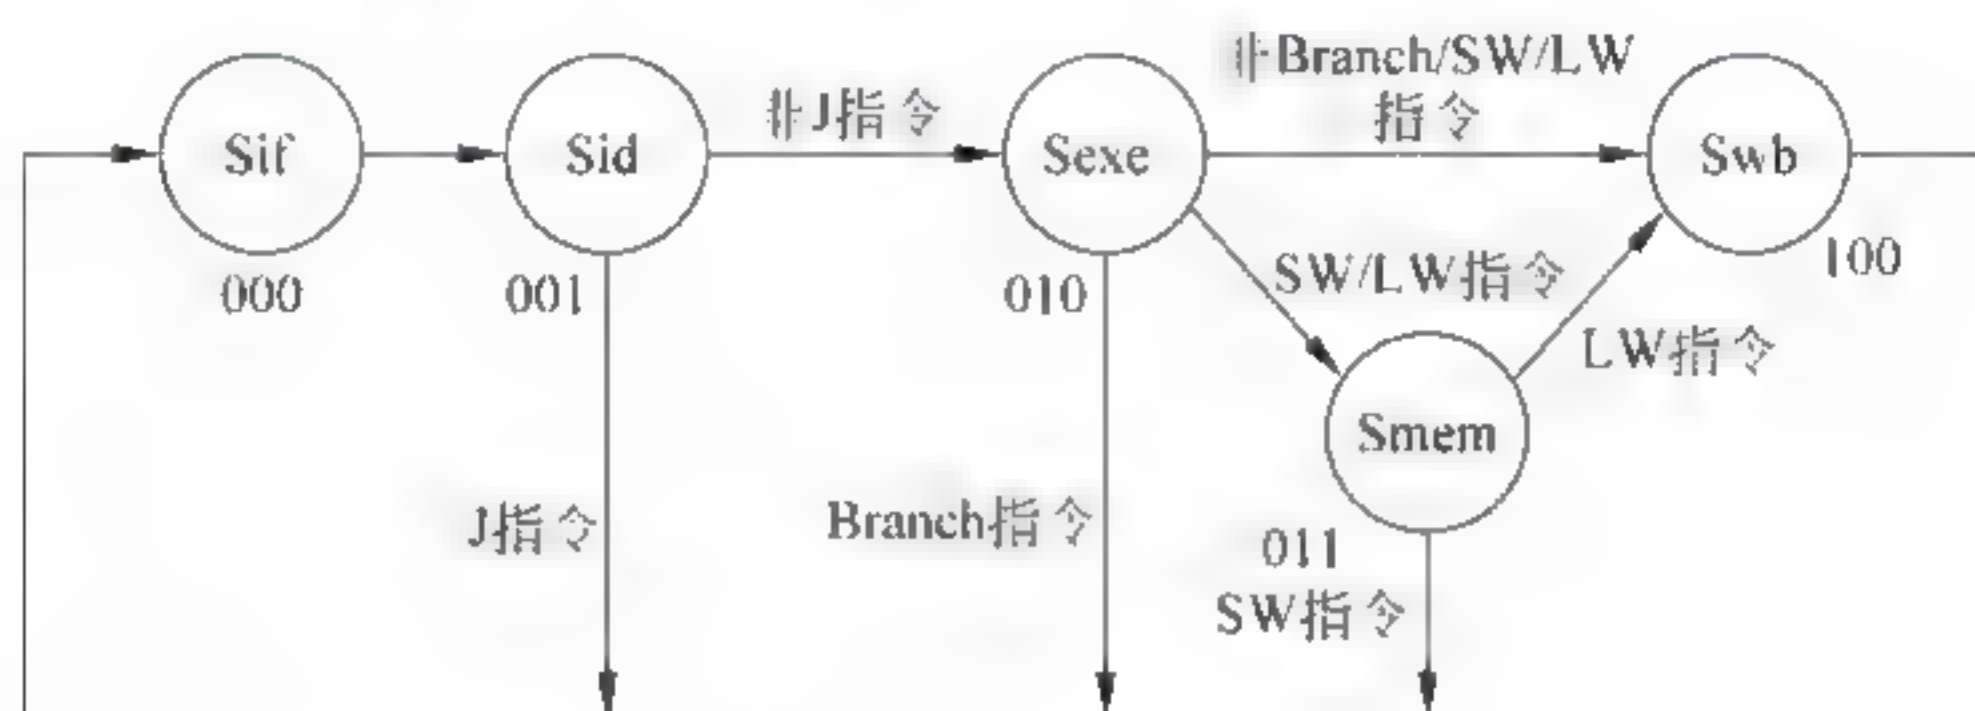 非Branch/SW/LW
指令
非J指令
Sif
Sid
Sexe
Swb
000
001
010
100
SW/LW指令
LW指令
Smem
J指令
Branch指令
011
SW指令